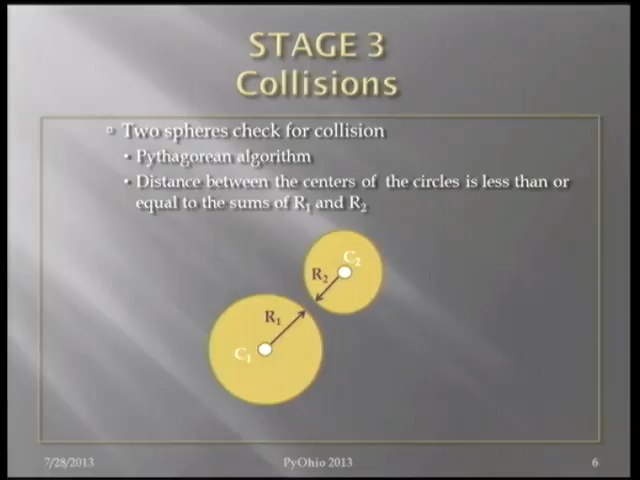 STAGE 3
Collisions
Two spheres check for collision
• Pythagorean algorithm
• Distance between the centers of the circles is less than or
equal to the sums of R₁ and R₂
C₂
R₂
R₁
C₁
7/28/2013 PyOhio 2013 6